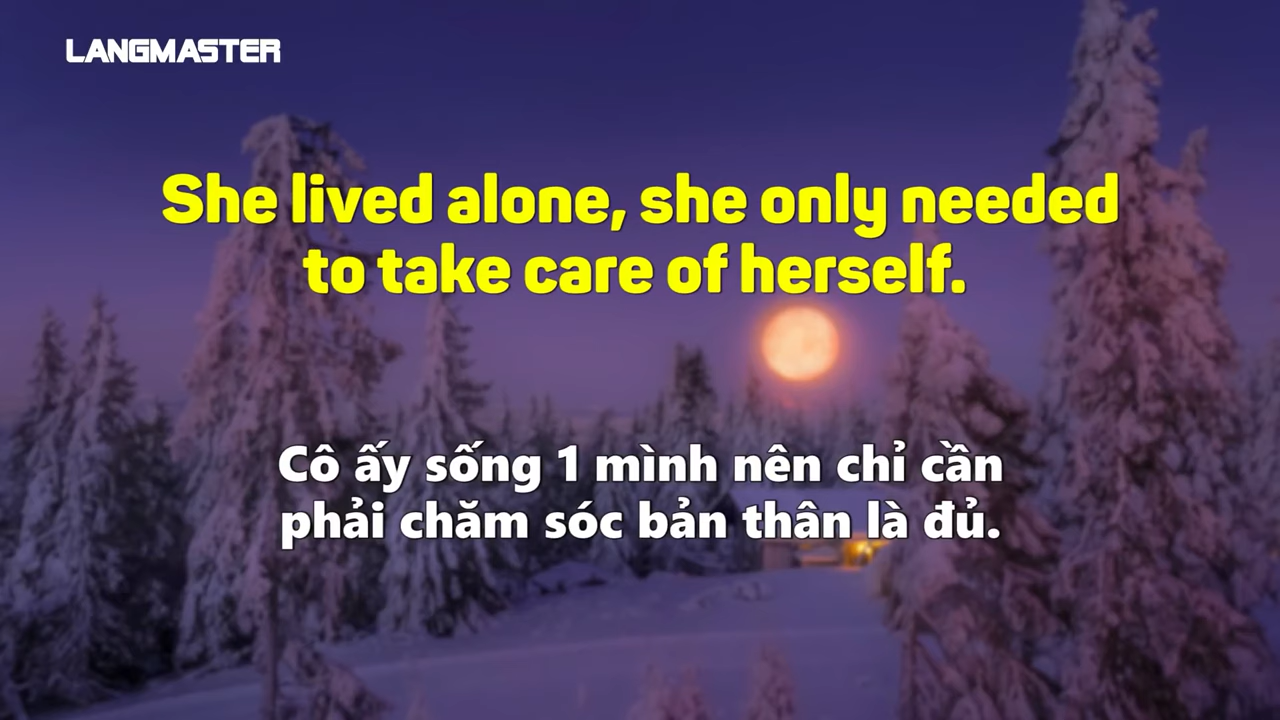 LANGMASTER
She lived alone, she only needed
to take care of herself.
Cô ấy sống 1 mình nên chỉ cần
phải chăm sóc bản thân là đủ.